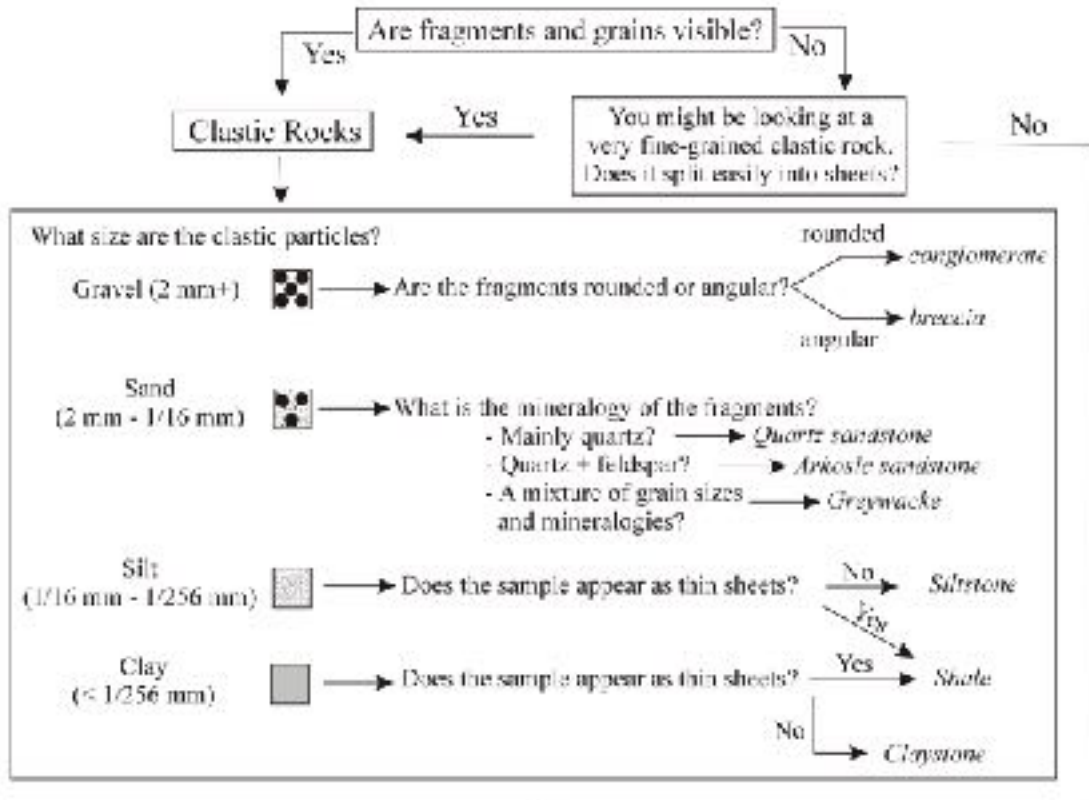 Are fragments and grains visible?
Yes
No
Clastic Rocks
Yes
You might be looking at a
very fine-grained clastic rock.
Does it split easily into sheets?
No
What size are the clastic particles?
Gravel (2 mm+)
Are the fragments rounded or angular?
rounded
conglomerate
angular
breccia
Sand
(2 mm - 1/16 mm)
What is the mineralogy of the fragments?
- Mainly quartz?
Quartz sandstone
- Quartz + feldspar?
Arkosic sandstone
- A mixture of grain sizes
and mineralogies?
Greywacke
Silt
(1/16 mm - 1/256 mm)
Does the sample appear as thin sheets?
No
Siltstone
Yes
Clay
(< 1/256 mm)
Does the sample appear as thin sheets?
Yes
Shale
No
Claystone